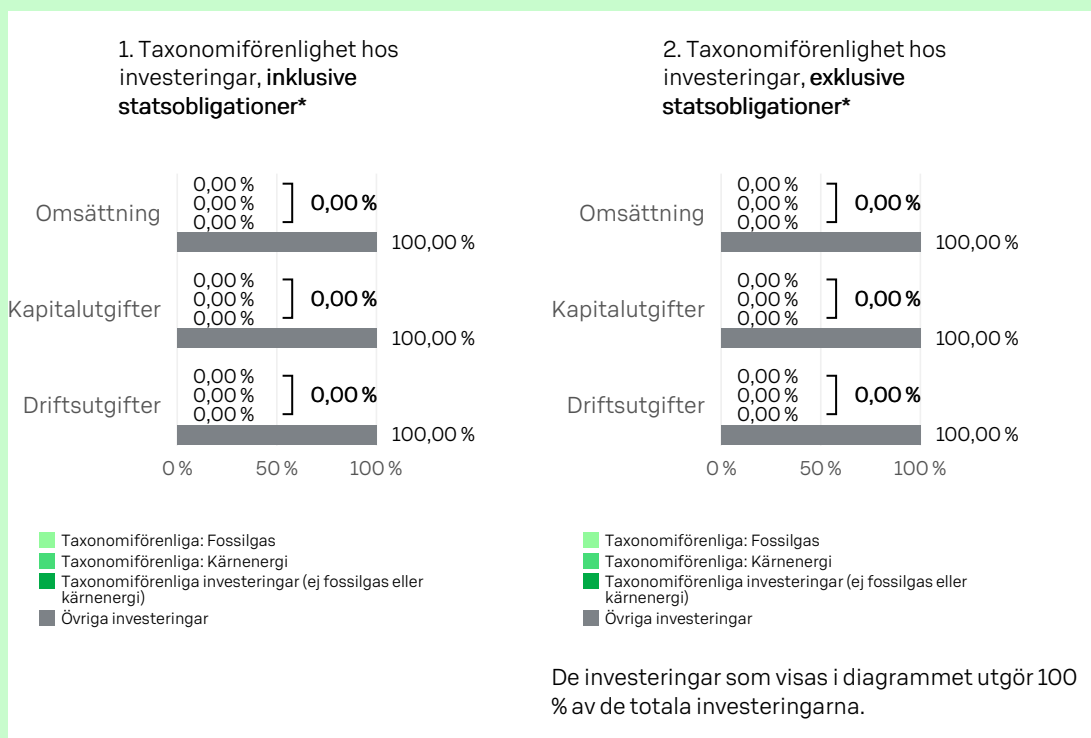 1. Taxonomiförenlighet hos
investeringar, inklusive
statsobligationer*
Omsättning
0,00 %
0,00 %
0,00 %
0,00 %
100,00 %
Kapitalutgifter
0,00 %
0,00 %
0,00 %
0,00 %
100,00 %
Driftsutgifter
0,00 %
0,00 %
0,00 %
0,00 %
100,00 %
0 % 50 % 100 %
Taxonomiförenliga: Fossilgas
Taxonomiförenliga: Kärnenergi
Taxonomiförenliga investeringar (ej fossilgas eller
kärnenergi)
Övriga investeringar
2. Taxonomiförenlighet hos
investeringar, exklusive
statsobligationer*
Omsättning
0,00 %
0,00 %
0,00 %
0,00 %
100,00 %
Kapitalutgifter
0,00 %
0,00 %
0,00 %
0,00 %
100,00 %
Driftsutgifter
0,00 %
0,00 %
0,00 %
0,00 %
100,00 %
0 % 50 % 100 %
Taxonomiförenliga: Fossilgas
Taxonomiförenliga: Kärnenergi
Taxonomiförenliga investeringar (ej fossilgas eller
kärnenergi)
Övriga investeringar
De investeringar som visas i diagrammet utgör 100
% av de totala investeringarna.